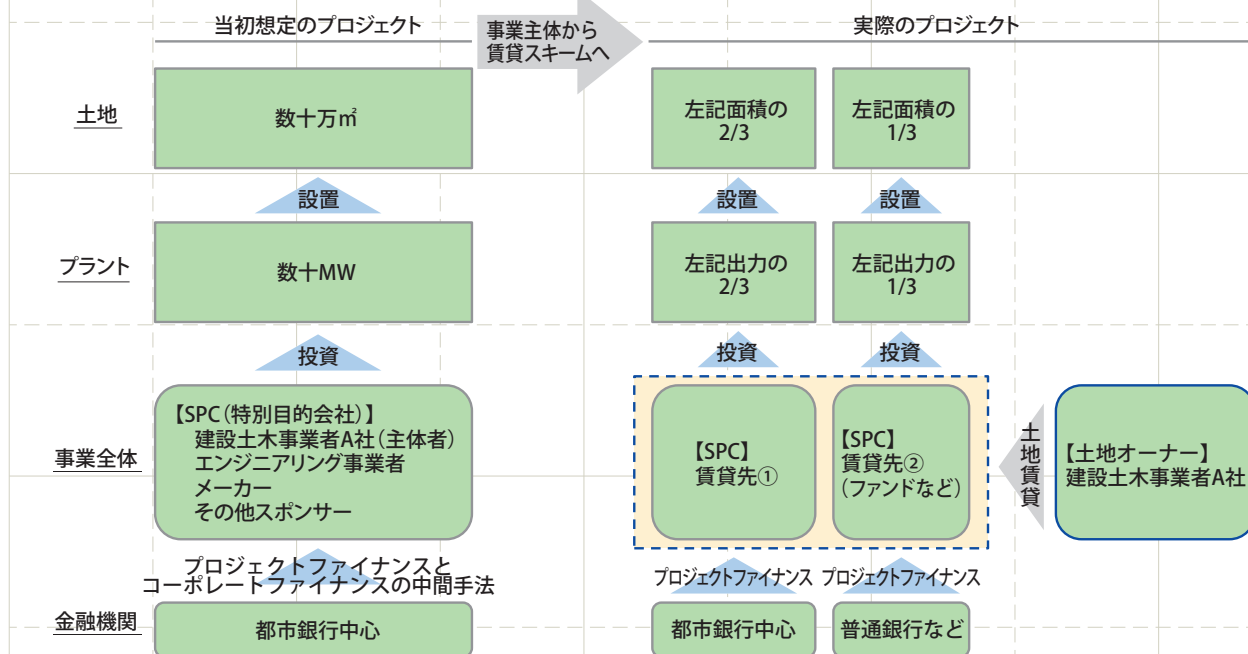 当初想定のプロジェクト
事業主体から
賃貸スキームへ
実際のプロジェクト
土地
数十万㎡
左記面積の
2/3
左記面積の
1/3
設置
設置
設置
プラント
数十MW
左記出力の
2/3
左記出力の
1/3
投資
投資
投資
事業全体
【SPC（特別目的会社）】
建設土木事業者A社（主体者）
エンジニアリング事業者
メーカー
その他スポンサー
【SPC】
賃貸先①
【SPC】
賃貸先②
（ファンドなど）
土地賃貸
【土地オーナー】
建設土木事業者A社
プロジェクトファイナンスと
コーポレートファイナンスの中間手法
プロジェクトファイナンス
プロジェクトファイナンス
金融機関
都市銀行中心
都市銀行中心
普通銀行など